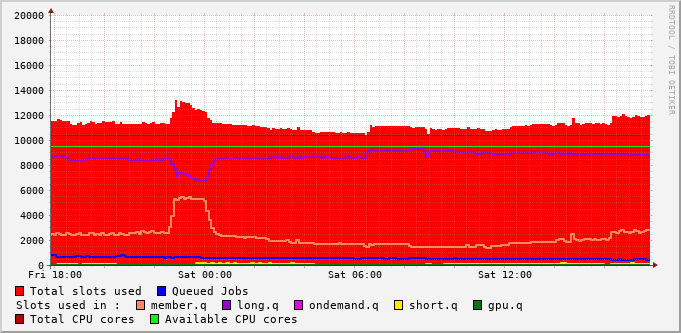 20000
18000
16000
14000
12000
10000
8000
6000
4000
2000
0
Fri 18:00 Sat 00:00 Sat 06:00 Sat 12:00
RRDTOOL / TOBI OETIKER
Total slots used Queued Jobs
Slots used in : member.q long.q ondemand.q short.q gpu.q
Total CPU cores Available CPU cores